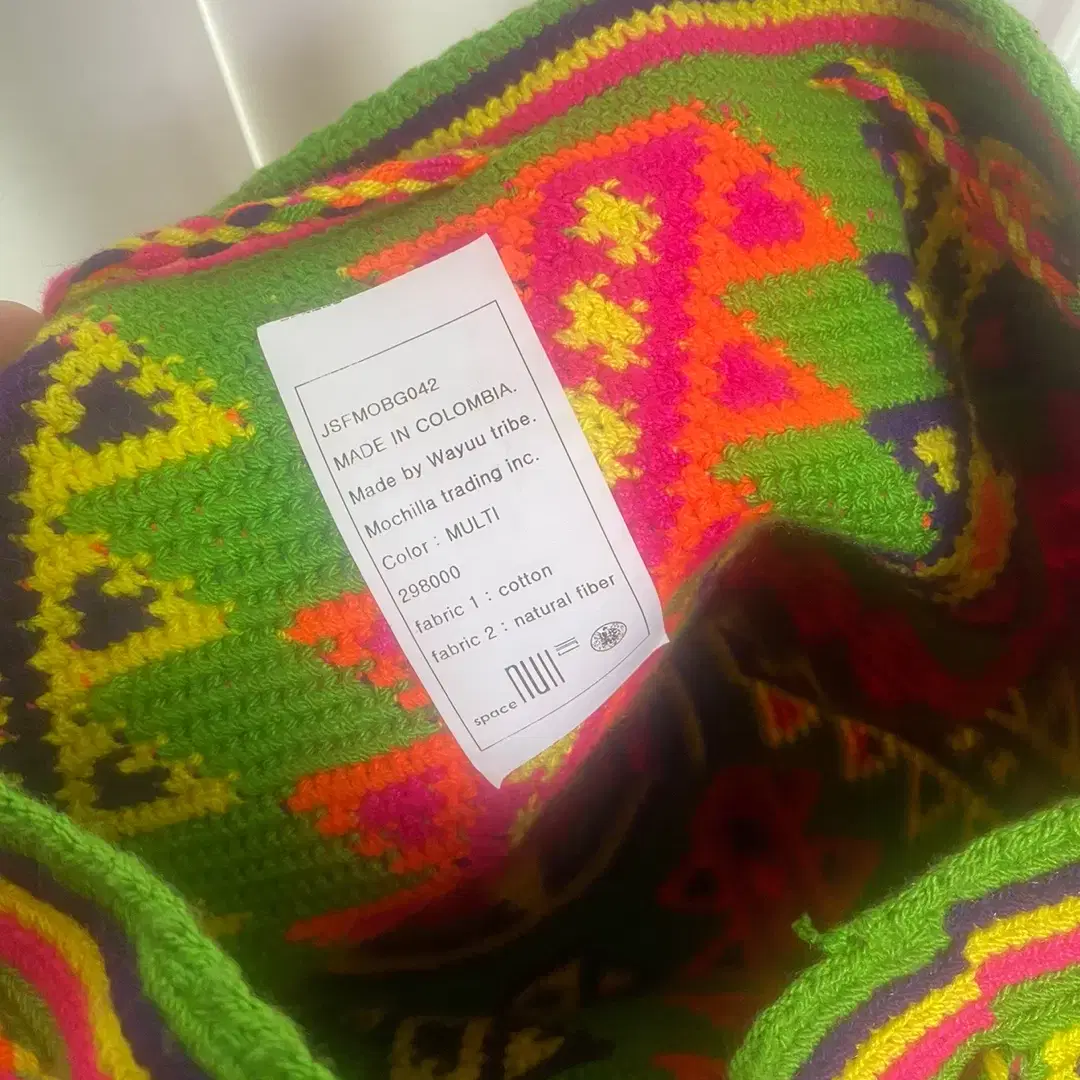 JSFMOBG042
MADE IN COLOMBIA.
Made by Wayuu tribe.
Mochilla trading inc.
Color : MULTI
298000
fabric 1 : cotton
fabric 2 : natural fiber
space null